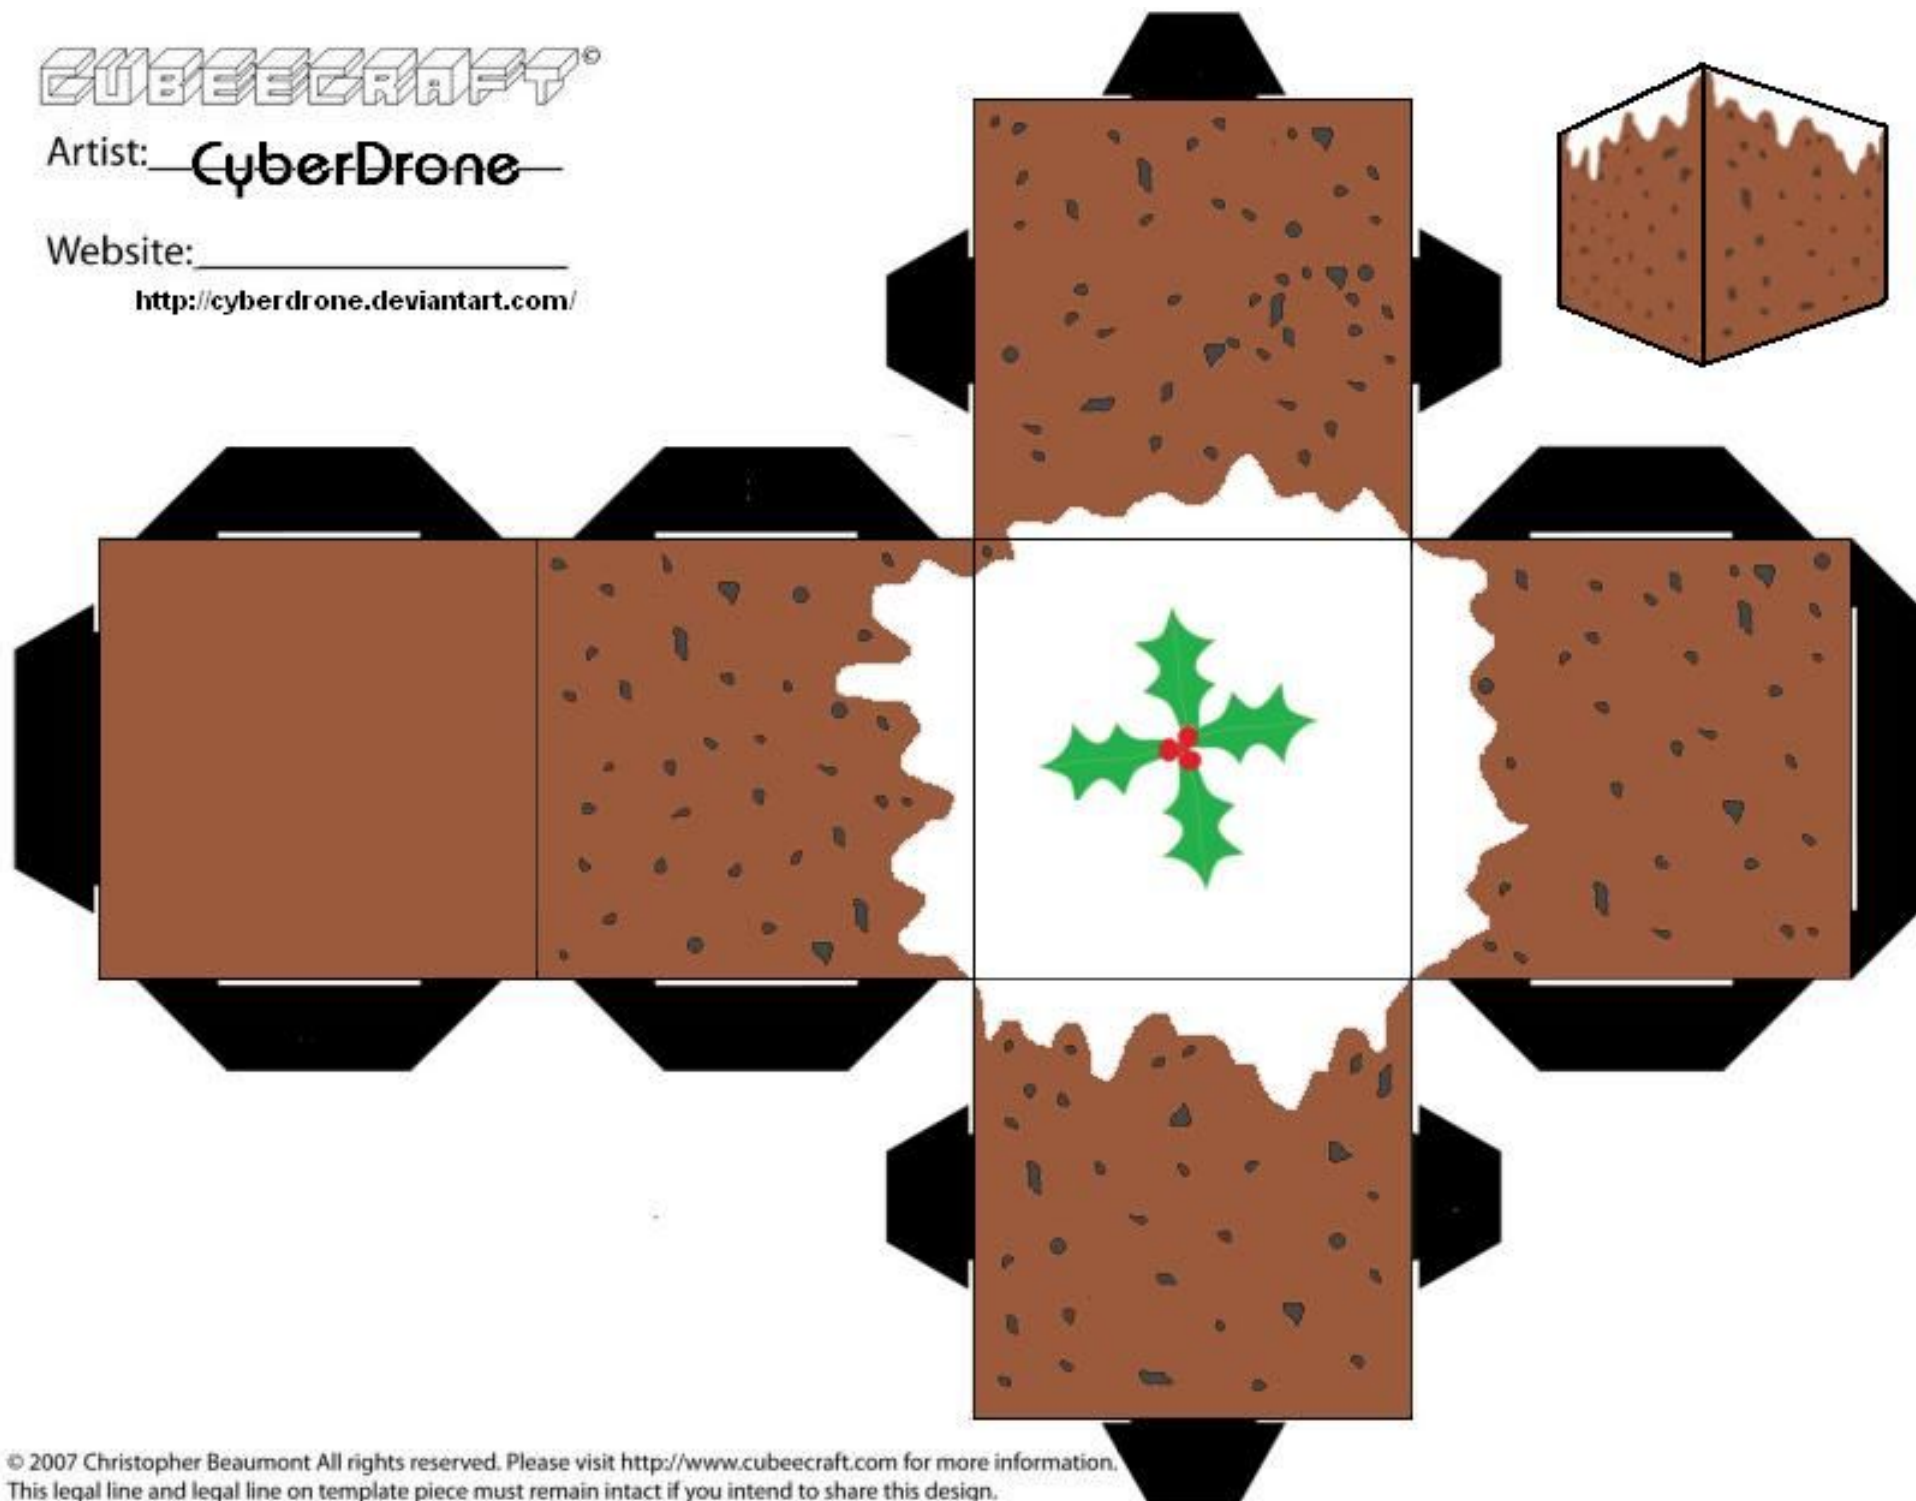 CUBEECRAFT©
Artist: CyberDrone
Website:
http://cyberdrone.deviantart.com/
© 2007 Christopher Beaumont All rights reserved. Please visit http://www.cubeecraft.com for more information.
This legal line and legal line on template piece must remain intact if you intend to share this design.